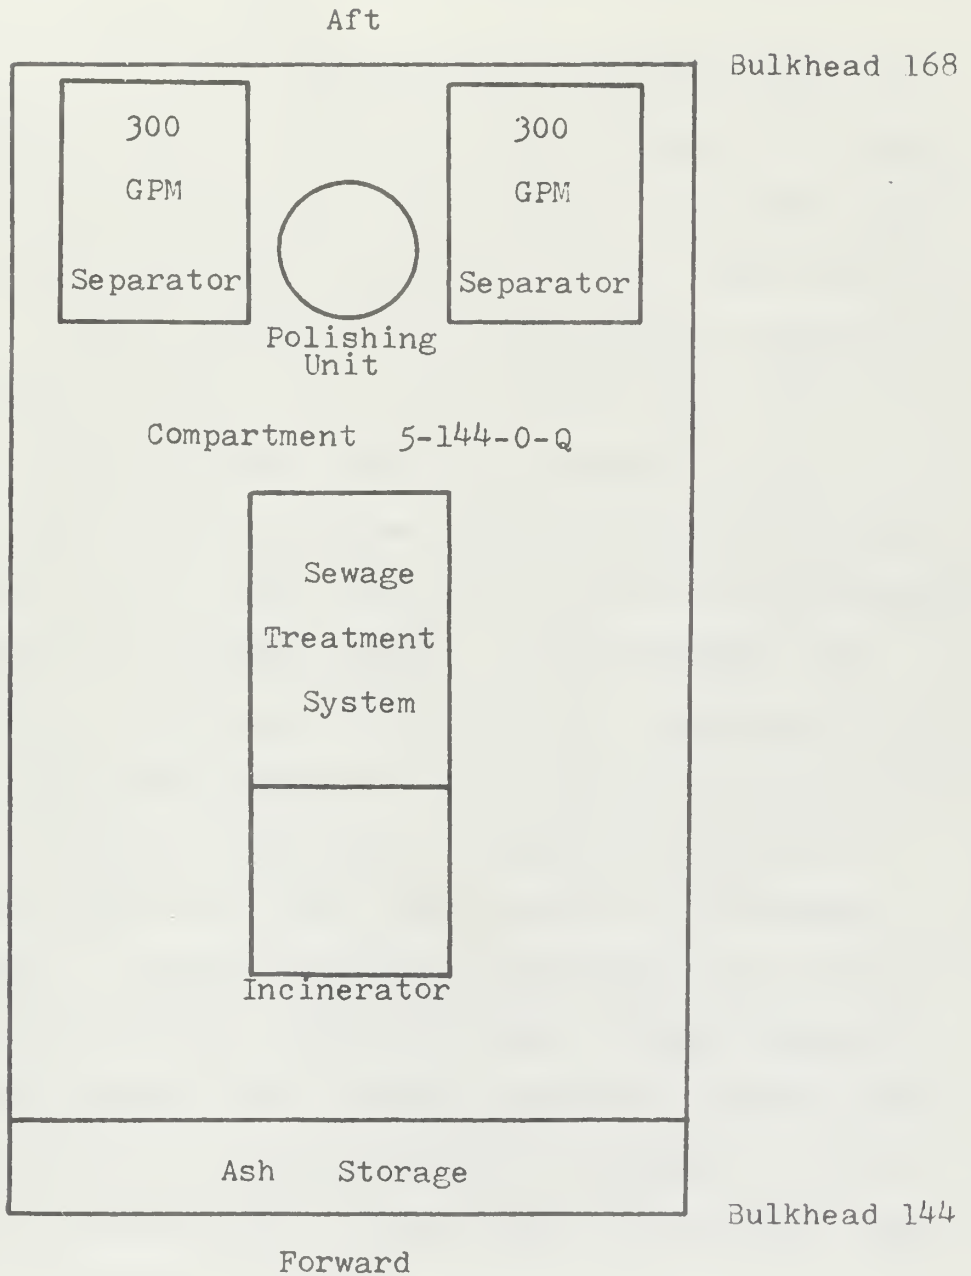 Aft
Bulkhead 168
300
GPM
Separator
300
GPM
Separator
Polishing
Unit
Compartment 5-144-0-Q
Sewage
Treatment
System
Incinerator
Ash Storage
Bulkhead 144
Forward